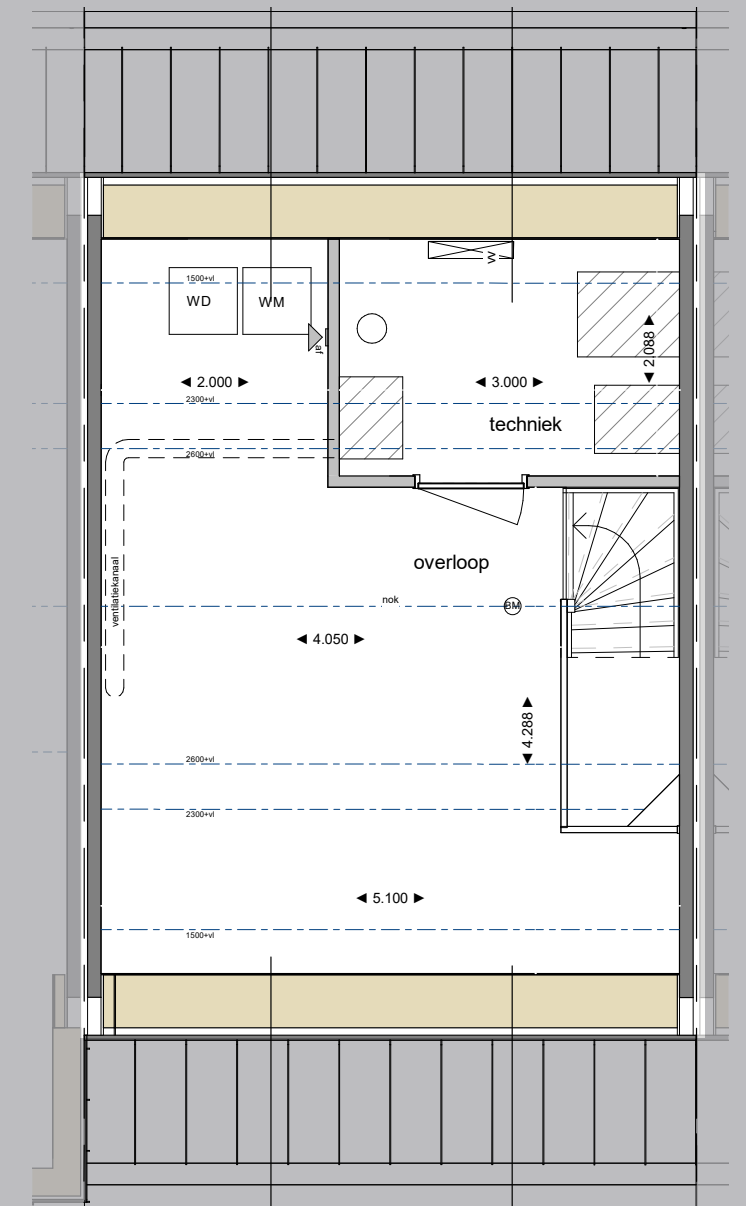 1500+vl
WD
WM
af
W
2.000
3.000
2.088
2300+vl
techniek
2600+vl
overloop
ventilatiekanaal
nok
BM
4.050
4.288
2600+vl
2300+vl
5.100
1500+vl